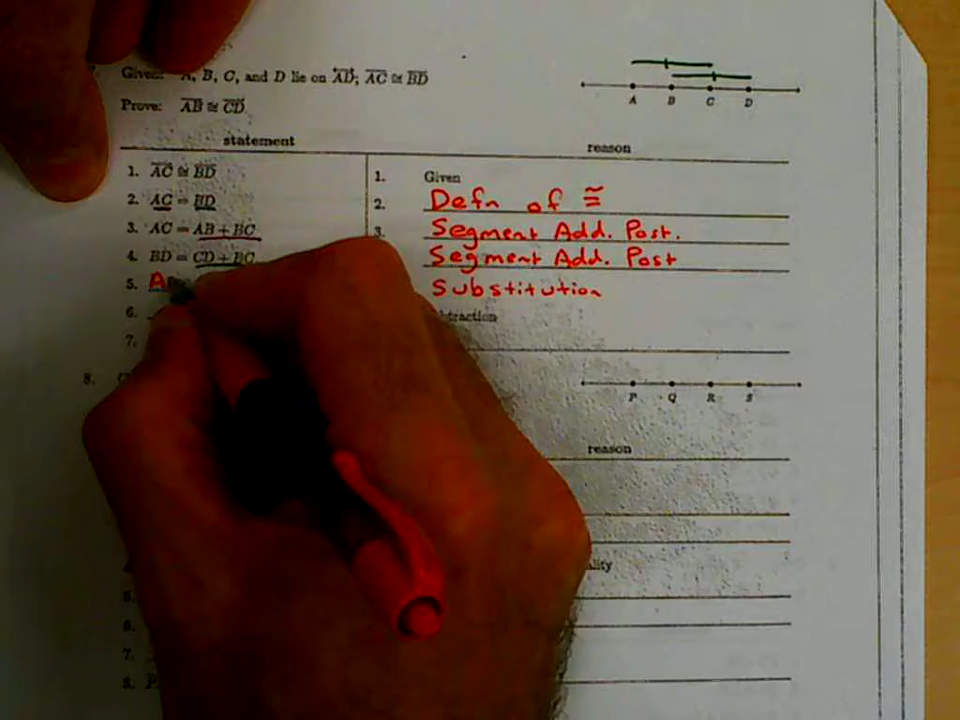 Given: A, B, C, and D lie on AD; AC ≅ BD
Prove: AB ≅ CD
A B C D
statement reason
1. AC ≅ BD 1. Given
2. AC = BD 2. Defn of ≅
3. AC = AB + BC 3. Segment Add. Post.
4. BD = CD + BC Segment Add. Post
5. A Substitution
6.
7.
8.
P Q R S
reason
5.
6.
7.
8. P